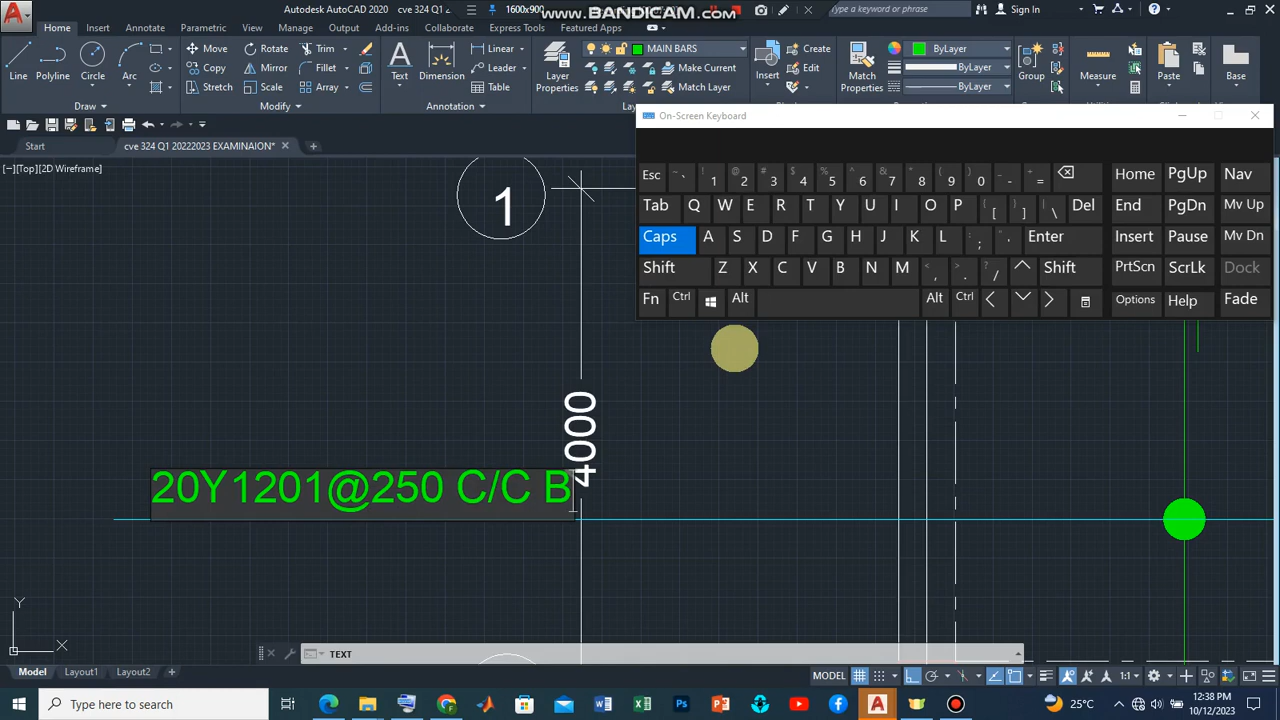 Autodesk AutoCAD 2020 cve 324 Q1 2 1600x900 www.BANDICAM.com Type a keyword or phrase Sign In
Home Insert Annotate Parametric View Manage Output Add-ins Collaborate Express Tools Featured Apps
Line Polyline Circle Arc
Move Rotate Trim
Copy Mirror Fillet
Stretch Scale Array
Text Dimension
Linear
Leader
Table
Layer Properties
MAIN BARS
Make Current
Match Layer
Insert
Create
Edit
Match Properties
ByLayer
ByLayer
ByLayer
Group
Measure
Paste
Base
Draw Modify Annotation
Start cve 324 Q1 20222023 EXAMINAION*
[−][Top][2D Wireframe]
On-Screen Keyboard
Esc ~ ` ! 1 @ 2 # 3 $ 4 % 5 ^ 6 & 7 * 8 ( 9 ) 0 _ - + = Home PgUp Nav
Tab Q W E R T Y U I O P { [ } ] | \ Del End PgDn Mv Up
Caps A S D F G H J K L : ; " ' Enter Insert Pause Mv Dn
Shift Z X C V B N M < , > . ? / Shift PrtScn ScrLk Dock
Fn Ctrl Alt Alt Ctrl Options Help Fade
1
4000
20Y1201@250 C/C B
Y
X
TEXT
Model Layout1 Layout2
MODEL 1:1
Type here to search
25°C
12:38 PM
10/12/2023